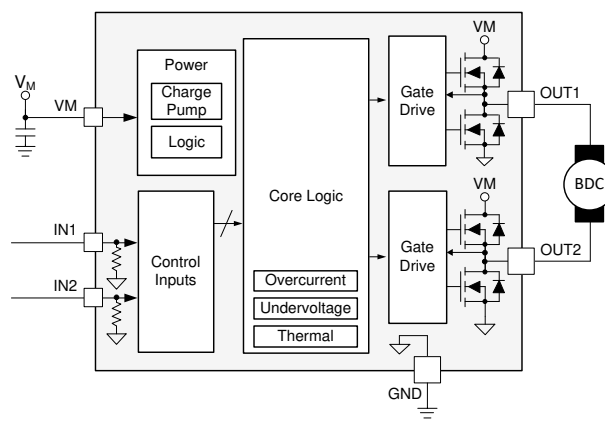 VM
Power
Gate
Drive
VM
VM
Charge
Pump
Logic
OUT1
BDC
Core Logic
IN1
Control
Inputs
IN2
VM
Gate
Drive
OUT2
Overcurrent
Undervoltage
Thermal
GND